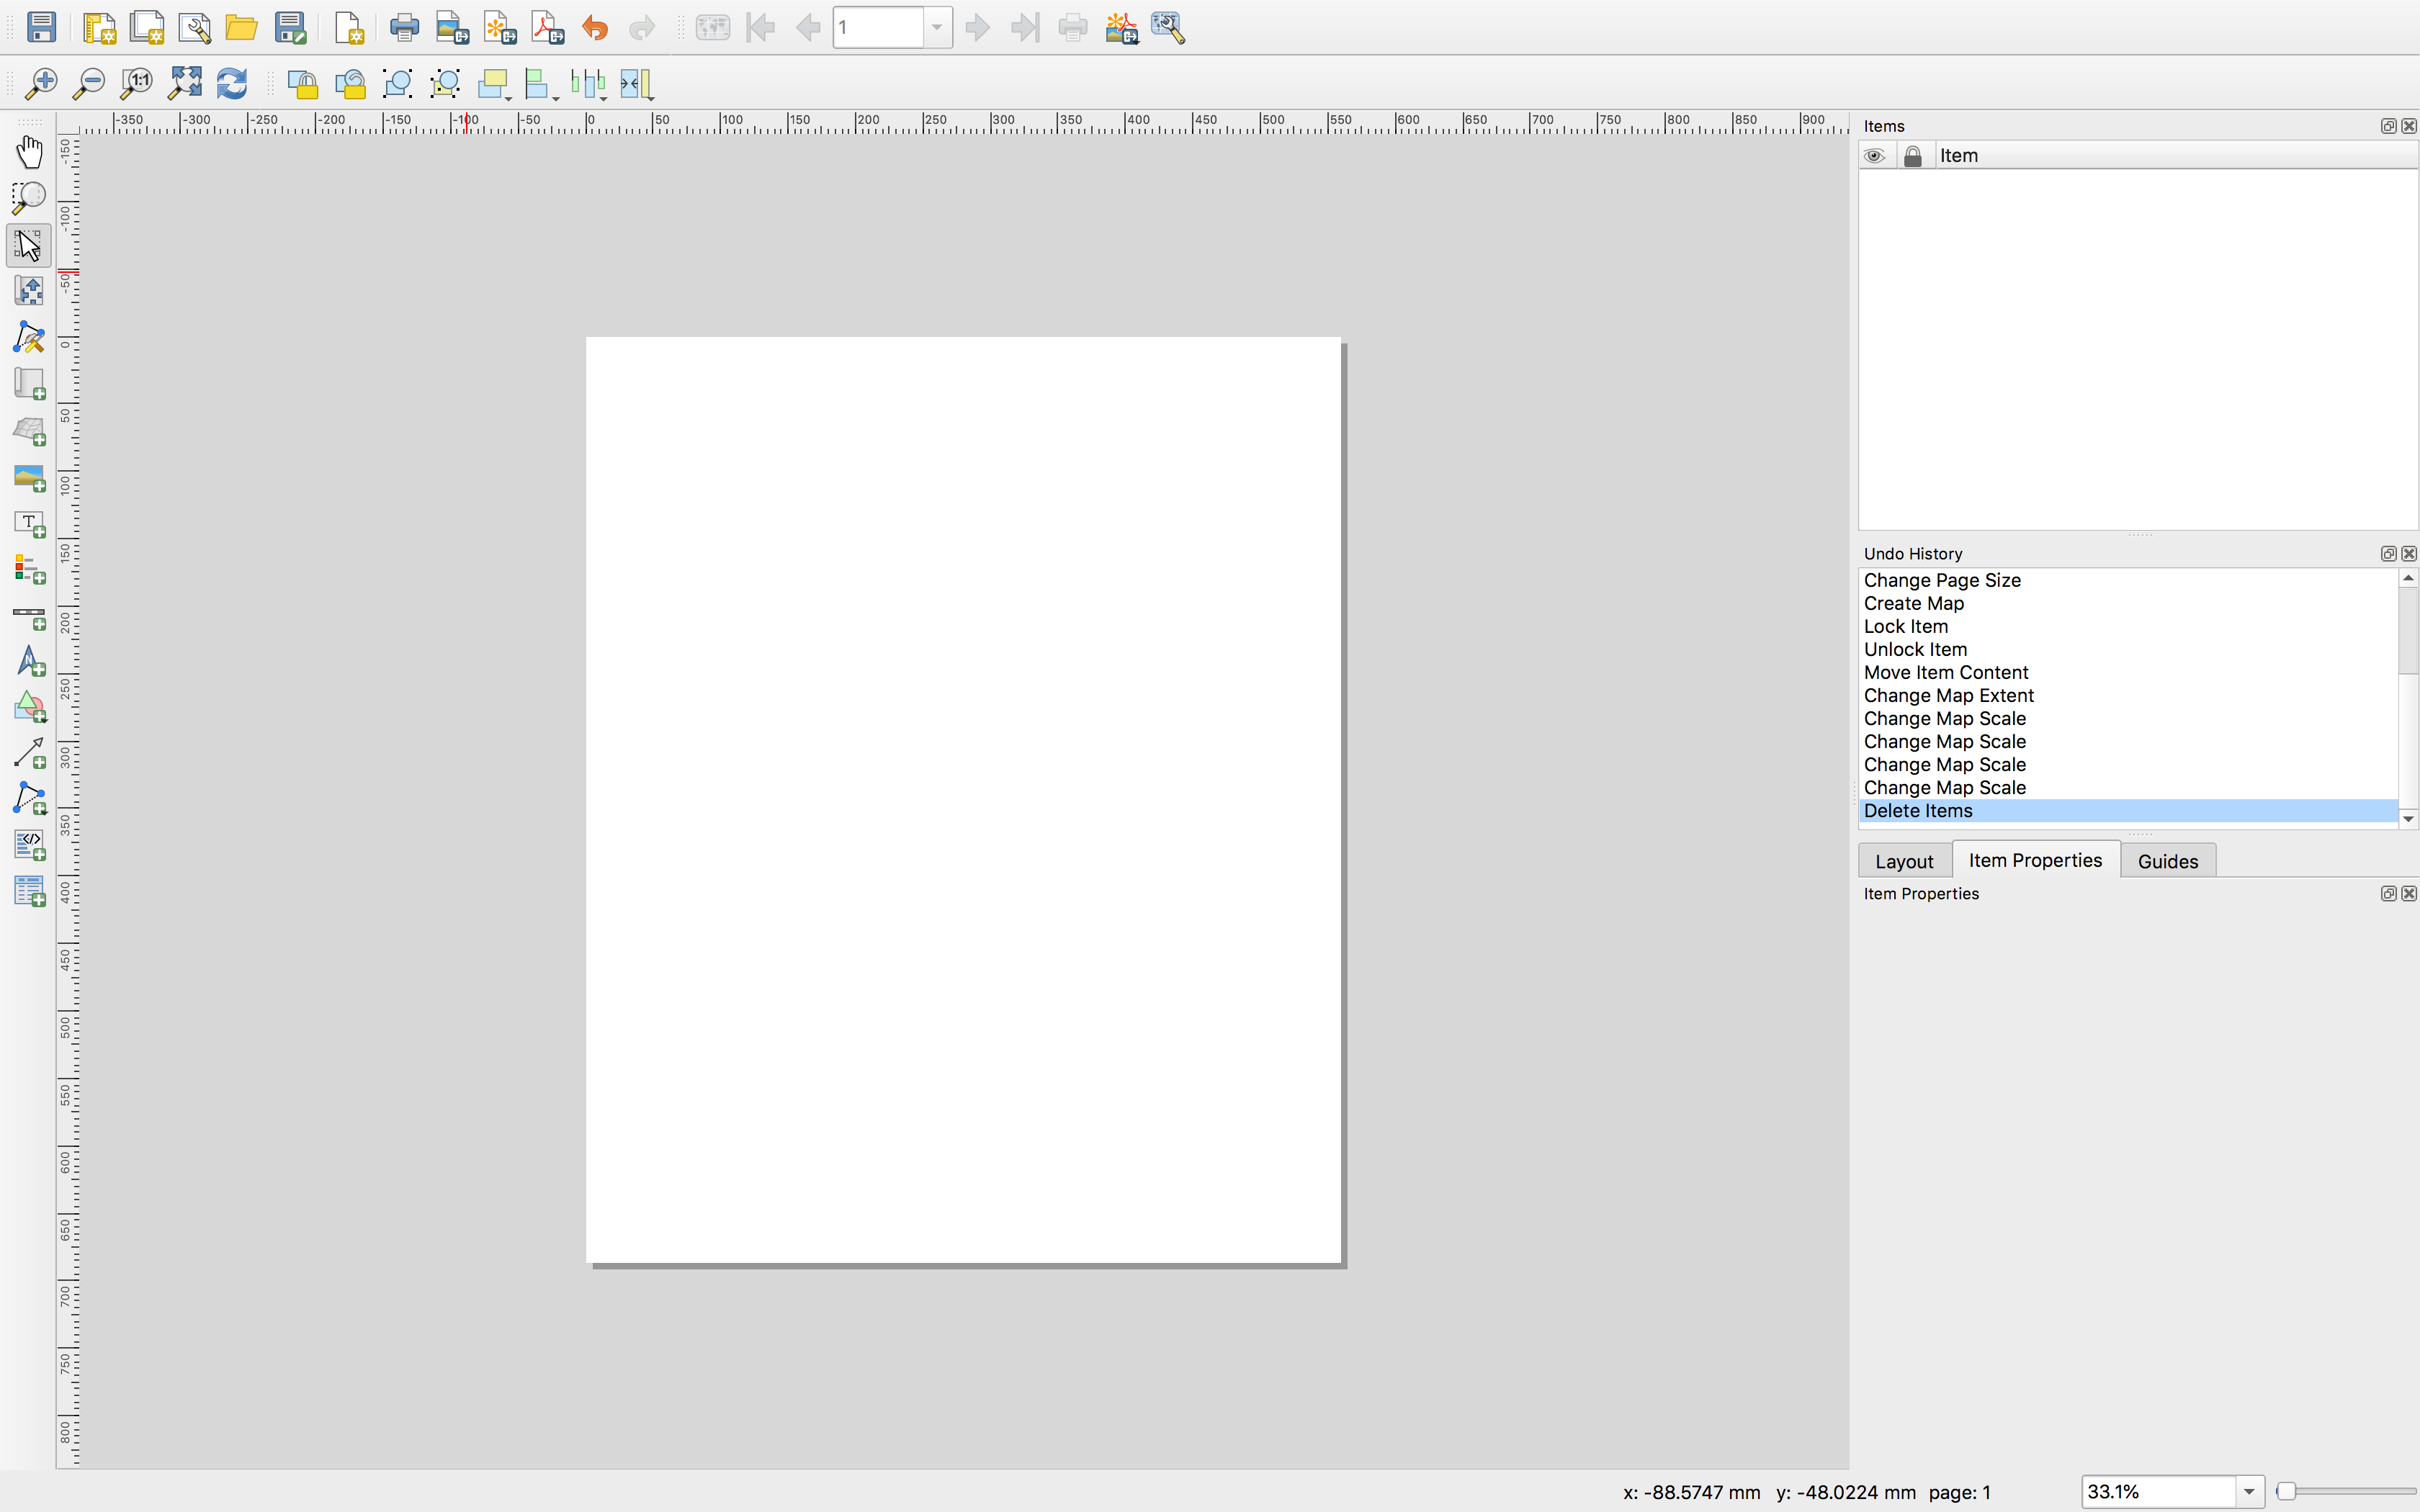 1
1:1
-350 -300 -250 -200 -150 -100 -50 0 50 100 150 200 250 300 350 400 450 500 550 600 650 700 750 800 850 900
-150
-100
-50
0
50
100
150
200
250
300
350
400
450
500
550
600
650
700
750
800
T
N
</>
Items
Item
Undo History
Change Page Size
Create Map
Lock Item
Unlock Item
Move Item Content
Change Map Extent
Change Map Scale
Change Map Scale
Change Map Scale
Change Map Scale
Delete Items
Layout
Item Properties
Guides
Item Properties
x: -88.5747 mm y: -48.0224 mm page: 1
33.1%